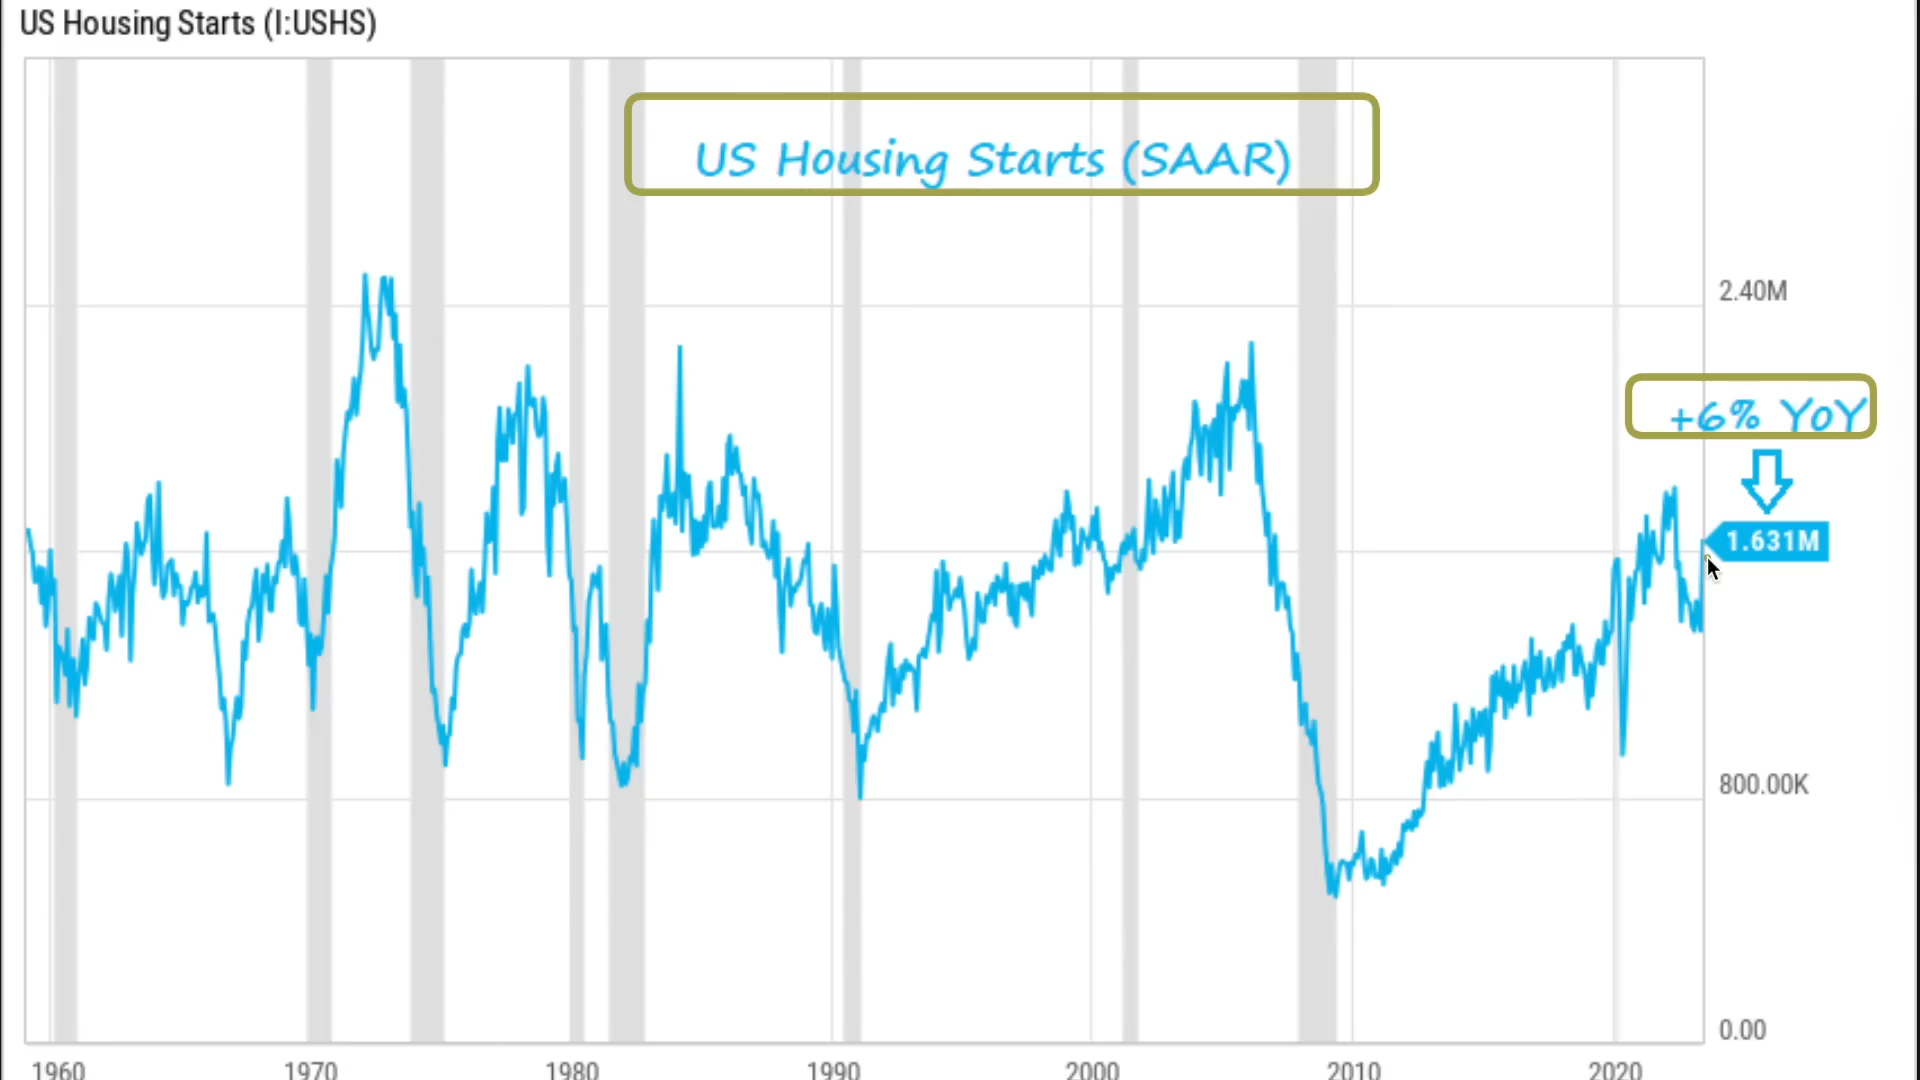 US Housing Starts (I:USHS)
US Housing Starts (SAAR)
2.40M
+6% YoY
1.631M
800.00K
0.00
1960 1970 1980 1990 2000 2010 2020